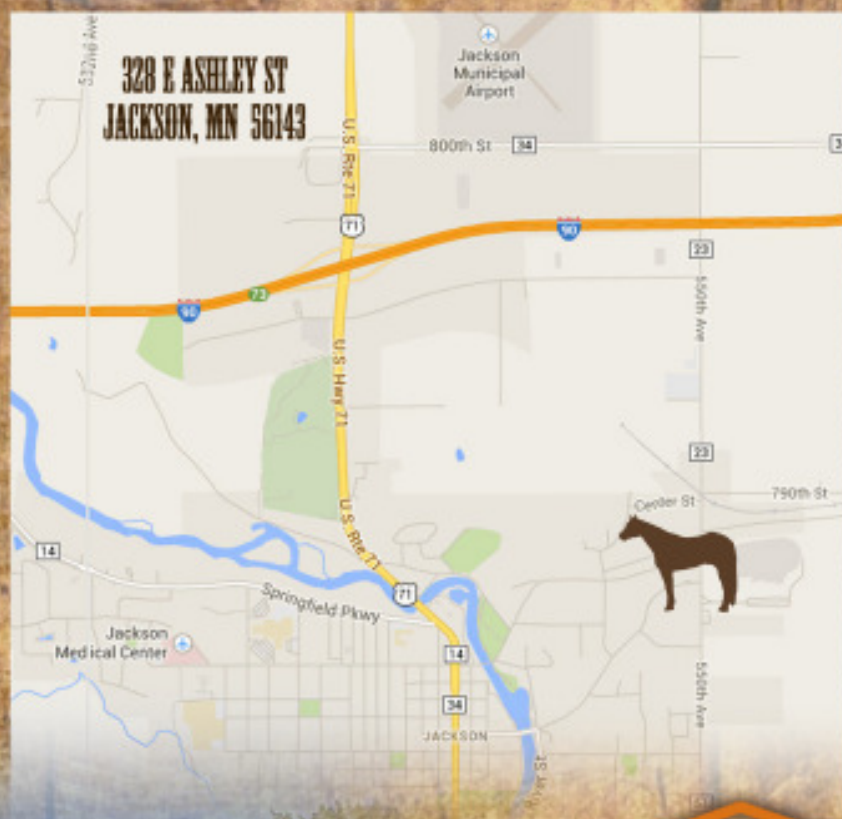 532nd Ave
328 E ASHLEY ST
JACKSON, MN 56143
Jackson
Municipal
Airport
U.S. Rte 71
800th St
34
71
90
23
73
90
550th Ave
U.S. Hwy 71
23
Center St
790th St
U.S. Rte 71
14
71
Springfield Pkwy
Jackson
Medical Center
14
34
JACKSON
550th Ave